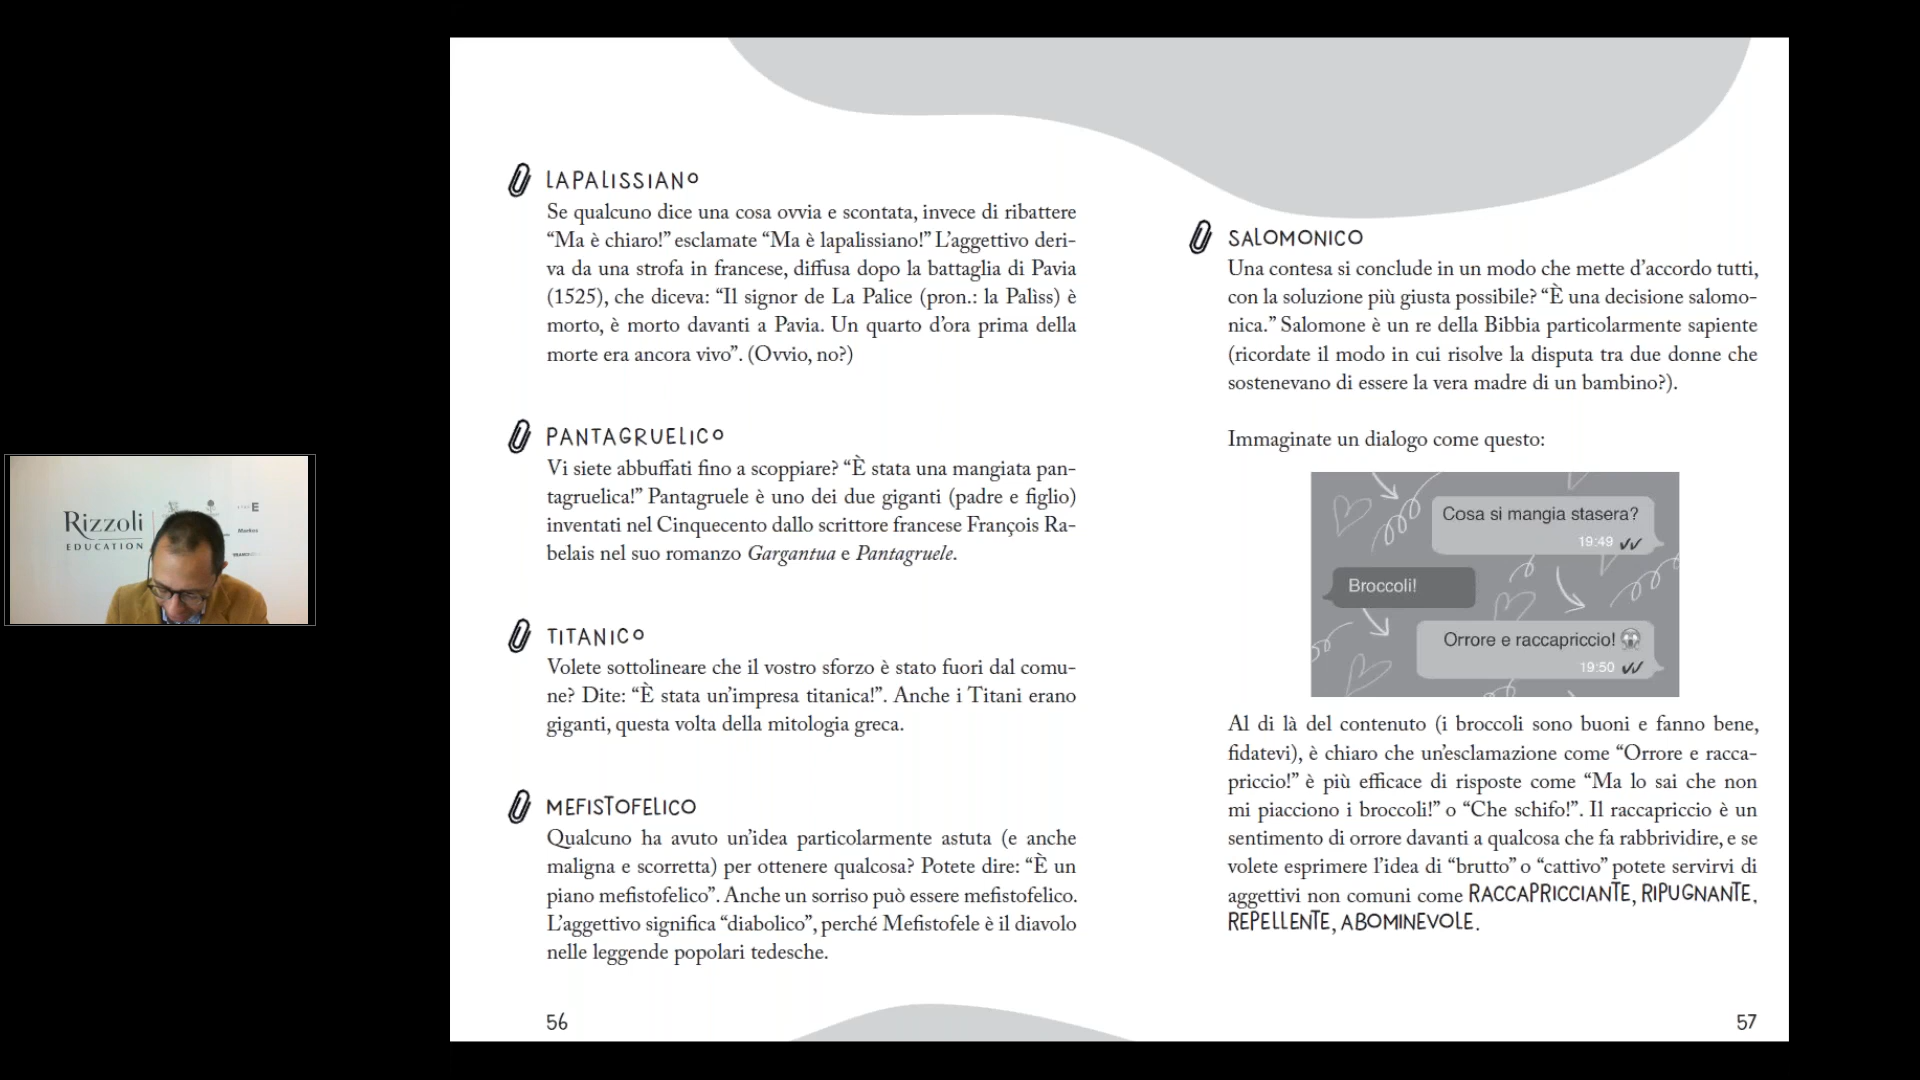 LAPALISSIANO
Se qualcuno dice una cosa ovvia e scontata, invece di ribattere
“Ma è chiaro!” esclamate “Ma è lapalissiano!” L’aggettivo deri-
va da una strofa in francese, diffusa dopo la battaglia di Pavia
(1525), che diceva: “Il signor de La Palice (pron.: la Palìss) è
morto, è morto davanti a Pavia. Un quarto d’ora prima della
morte era ancora vivo”. (Ovvio, no?)
PANTAGRUELICO
Vi siete abbuffati fino a scoppiare? “È stata una mangiata pan-
tagruelica!” Pantagruele è uno dei due giganti (padre e figlio)
inventati nel Cinquecento dallo scrittore francese François Ra-
belais nel suo romanzo Gargantua e Pantagruele.
TITANICO
Volete sottolineare che il vostro sforzo è stato fuori dal comu-
ne? Dite: “È stata un’impresa titanica!”. Anche i Titani erano
giganti, questa volta della mitologia greca.
MEFISTOFELICO
Qualcuno ha avuto un’idea particolarmente astuta (e anche
maligna e scorretta) per ottenere qualcosa? Potete dire: “È un
piano mefistofelico”. Anche un sorriso può essere mefistofelico.
L’aggettivo significa “diabolico”, perché Mefistofele è il diavolo
nelle leggende popolari tedesche.
56
SALOMONICO
Una contesa si conclude in un modo che mette d’accordo tutti,
con la soluzione più giusta possibile? “È una decisione salomo-
nica.” Salomone è un re della Bibbia particolarmente sapiente
(ricordate il modo in cui risolve la disputa tra due donne che
sostenevano di essere la vera madre di un bambino?).
Immaginate un dialogo come questo:
Cosa si mangia stasera?
19:49
Broccoli!
Orrore e raccapriccio! 😱
19:50
Al di là del contenuto (i broccoli sono buoni e fanno bene,
fidatevi), è chiaro che un’esclamazione come “Orrore e racca-
priccio!” è più efficace di risposte come “Ma lo sai che non
mi piacciono i broccoli!” o “Che schifo!”. Il raccapriccio è un
sentimento di orrore davanti a qualcosa che fa rabbrividire, e se
volete esprimere l’idea di “brutto” o “cattivo” potete servirvi di
aggettivi non comuni come RACCAPRICCIANTE, RIPUGNANTE,
REPELLENTE, ABOMINEVOLE.
57
Rizzoli
EDUCATION